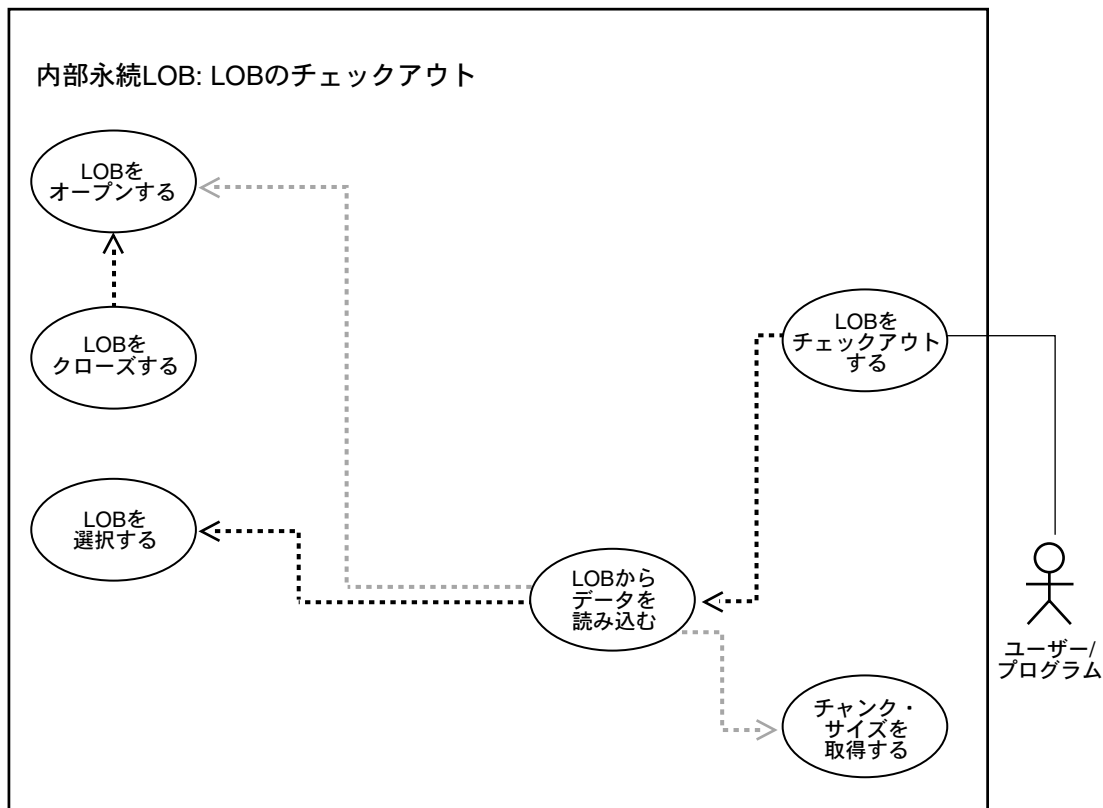 内部永続LOB: LOBのチェックアウト
LOBを
オープンする
LOBを
クローズする
LOBを
チェックアウト
する
LOBを
選択する
LOBから
データを
読み込む
ユーザー/
プログラム
チャンク・
サイズを
取得する